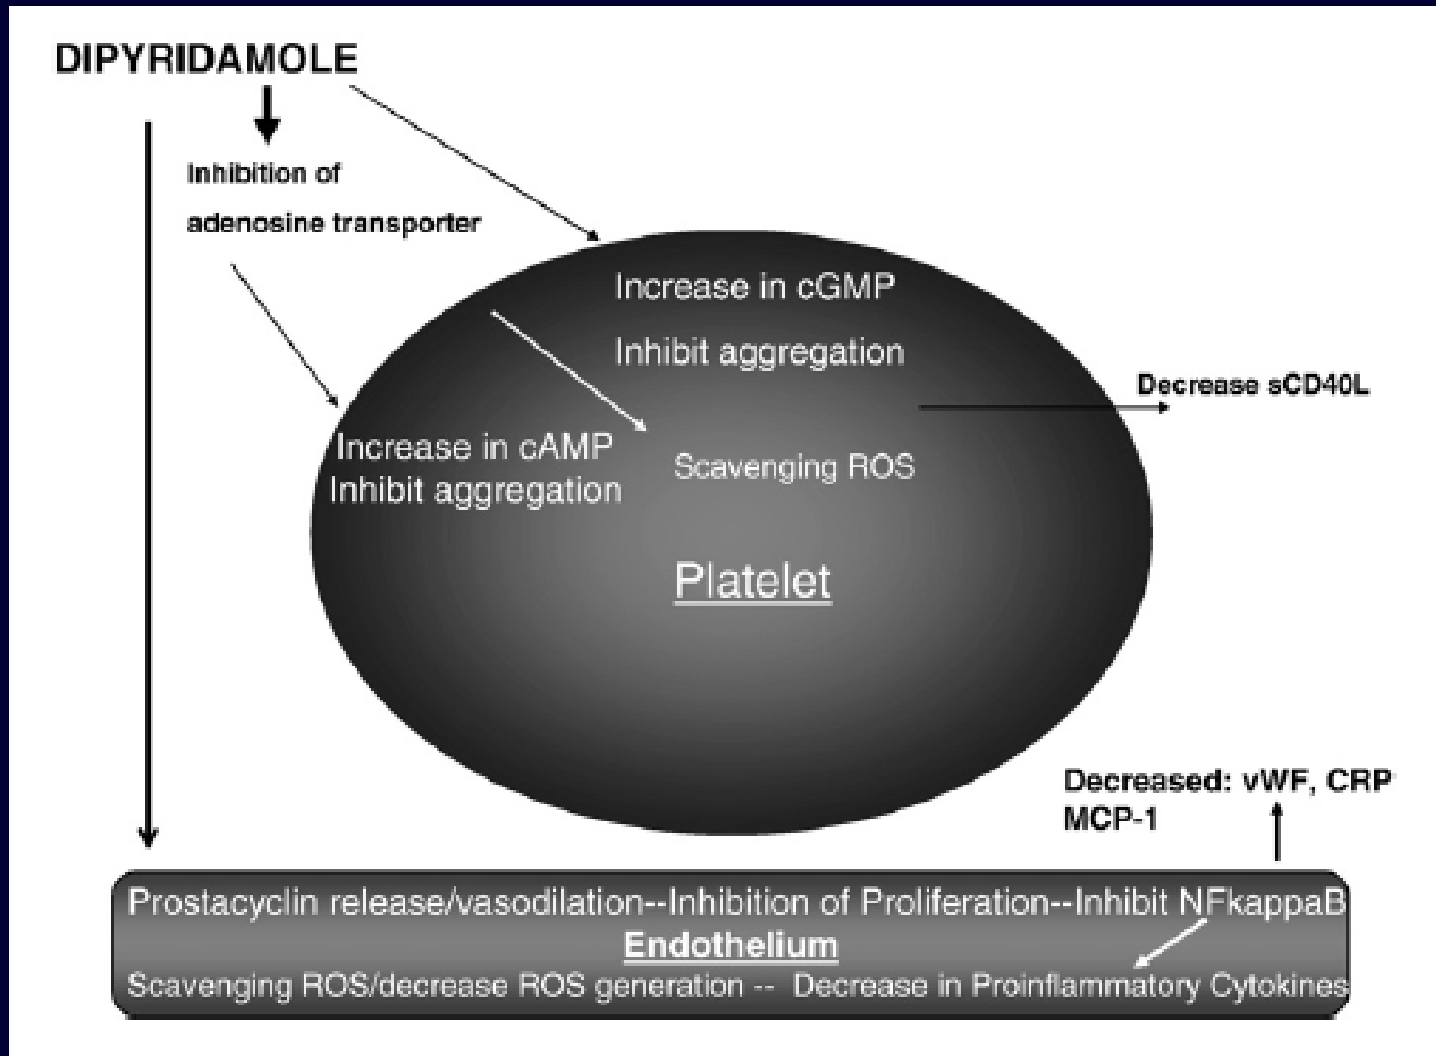 DIPYRIDAMOLE
Inhibition of
adenosine transporter
Increase in cGMP
Inhibit aggregation
Decrease sCD40L
Increase in cAMP
Inhibit aggregation
Scavenging ROS
Platelet
Decreased: vWF, CRP
MCP-1
Prostacyclin release/vasodilation--Inhibition of Proliferation--Inhibit NFkappaB
Endothelium
Scavenging ROS/decrease ROS generation -- Decrease in Proinflammatory Cytokines